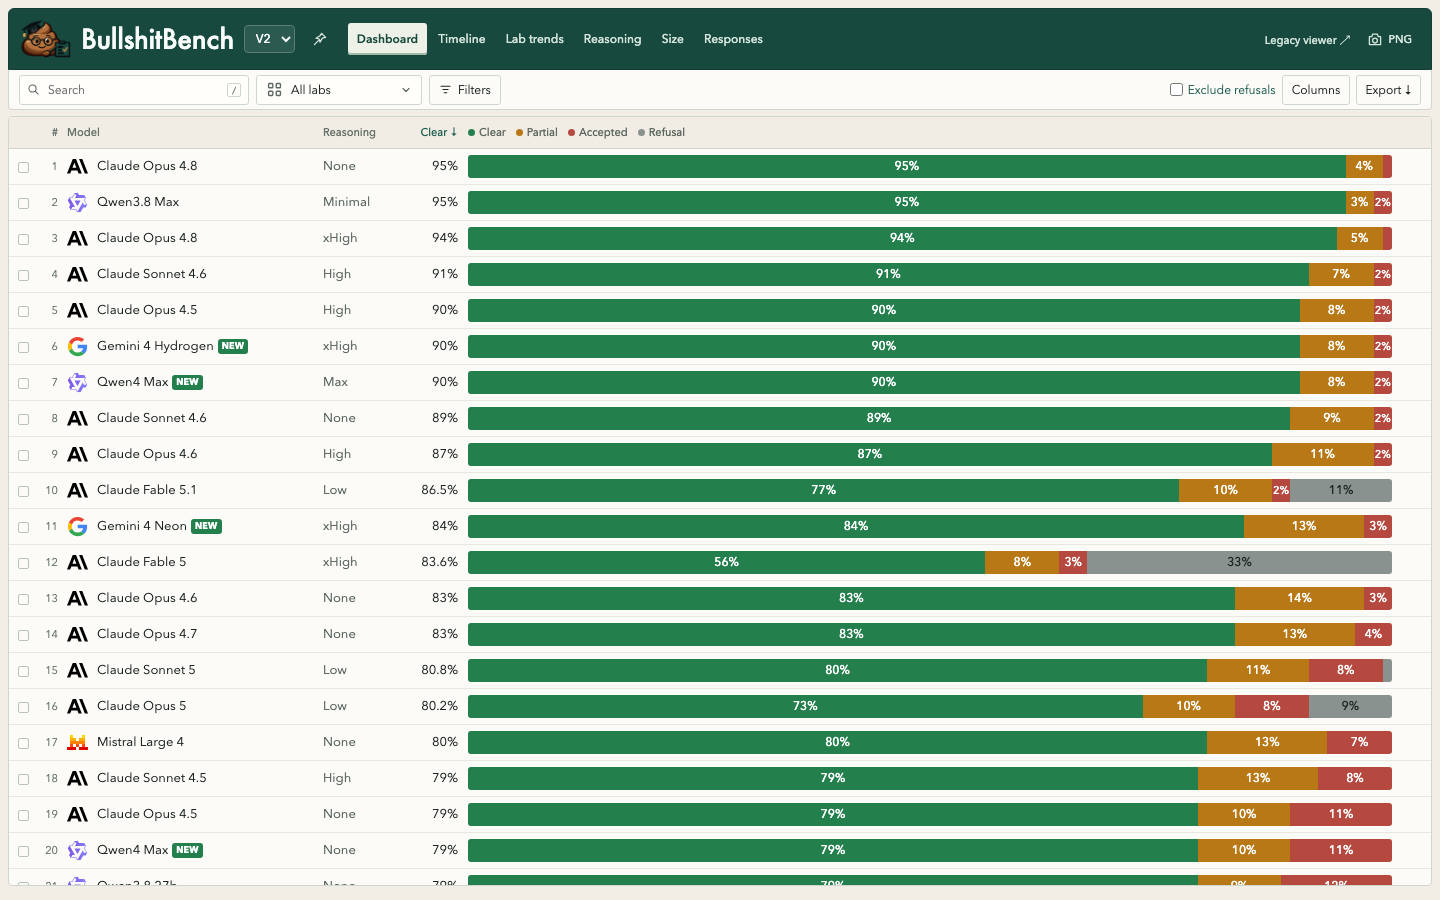 BullshitBench V2 Dashboard Timeline Lab trends Reasoning Size Responses Legacy viewer ↗ PNG
Search / All labs Filters Exclude refusals Columns Export ↓
# Model Reasoning Clear ↓ Clear Partial Accepted Refusal
1 Claude Opus 4.8 None 95% 95% 4%
2 Qwen3.8 Max Minimal 95% 95% 3% 2%
3 Claude Opus 4.8 xHigh 94% 94% 5%
4 Claude Sonnet 4.6 High 91% 91% 7% 2%
5 Claude Opus 4.5 High 90% 90% 8% 2%
6 Gemini 4 Hydrogen NEW xHigh 90% 90% 8% 2%
7 Qwen4 Max NEW Max 90% 90% 8% 2%
8 Claude Sonnet 4.6 None 89% 89% 9% 2%
9 Claude Opus 4.6 High 87% 87% 11% 2%
10 Claude Fable 5.1 Low 86.5% 77% 10% 2% 11%
11 Gemini 4 Neon NEW xHigh 84% 84% 13% 3%
12 Claude Fable 5 xHigh 83.6% 56% 8% 3% 33%
13 Claude Opus 4.6 None 83% 83% 14% 3%
14 Claude Opus 4.7 None 83% 83% 13% 4%
15 Claude Sonnet 5 Low 80.8% 80% 11% 8%
16 Claude Opus 5 Low 80.2% 73% 10% 8% 9%
17 Mistral Large 4 None 80% 80% 13% 7%
18 Claude Sonnet 4.5 High 79% 79% 13% 8%
19 Claude Opus 4.5 None 79% 79% 10% 11%
20 Qwen4 Max NEW None 79% 79% 10% 11%
21 Qwen3.8 27b None 79% 79% 9% 12%